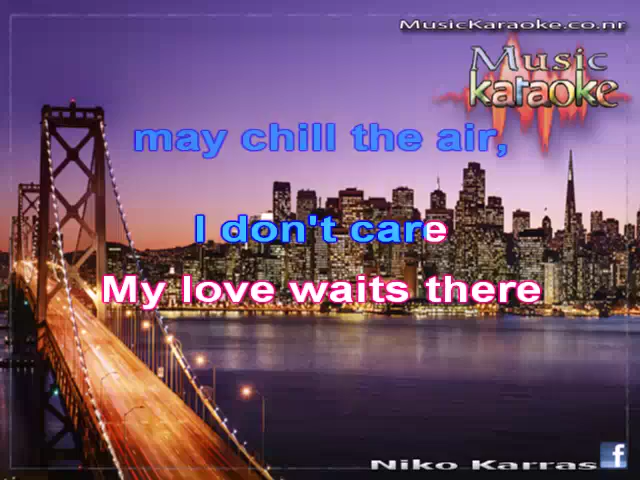 MusicKaraoke.co.nr
Music
karaoke
may chill the air,
I don't care
My love waits there
Niko Karras f